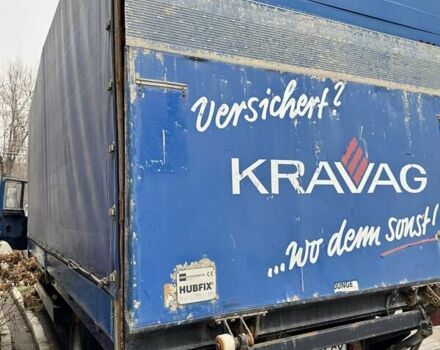 Versichert?
KRAVAG
...wo denn sonst!
HUBFIX
JUNGE